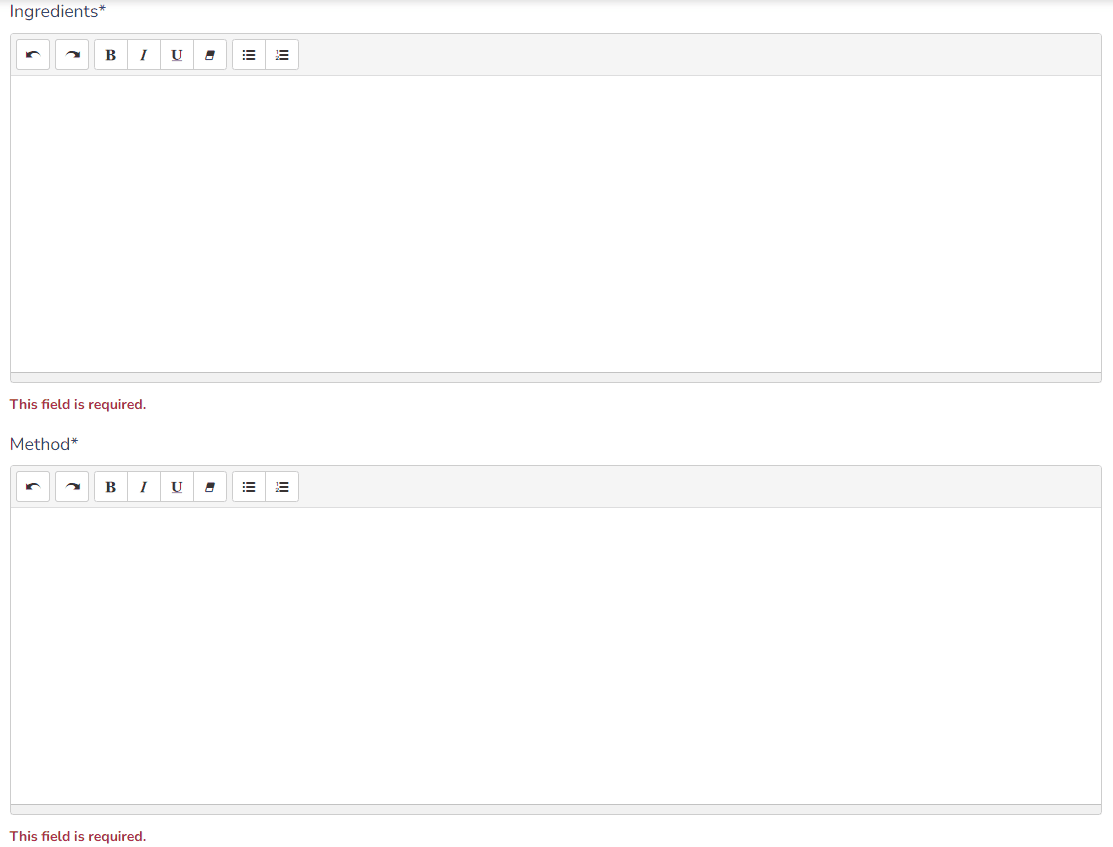 Ingredients*
B I U
This field is required.
Method*
B I U
This field is required.